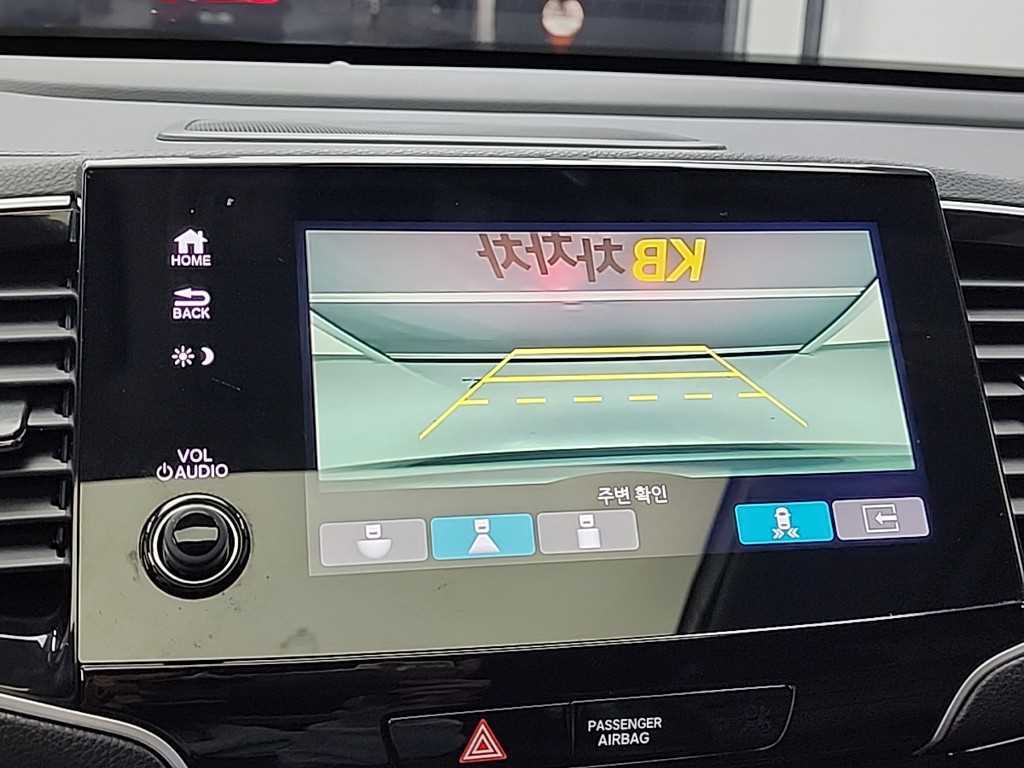 HOME
BACK
VOL
AUDIO
KB 차차차
주변 확인
PASSENGER
AIRBAG